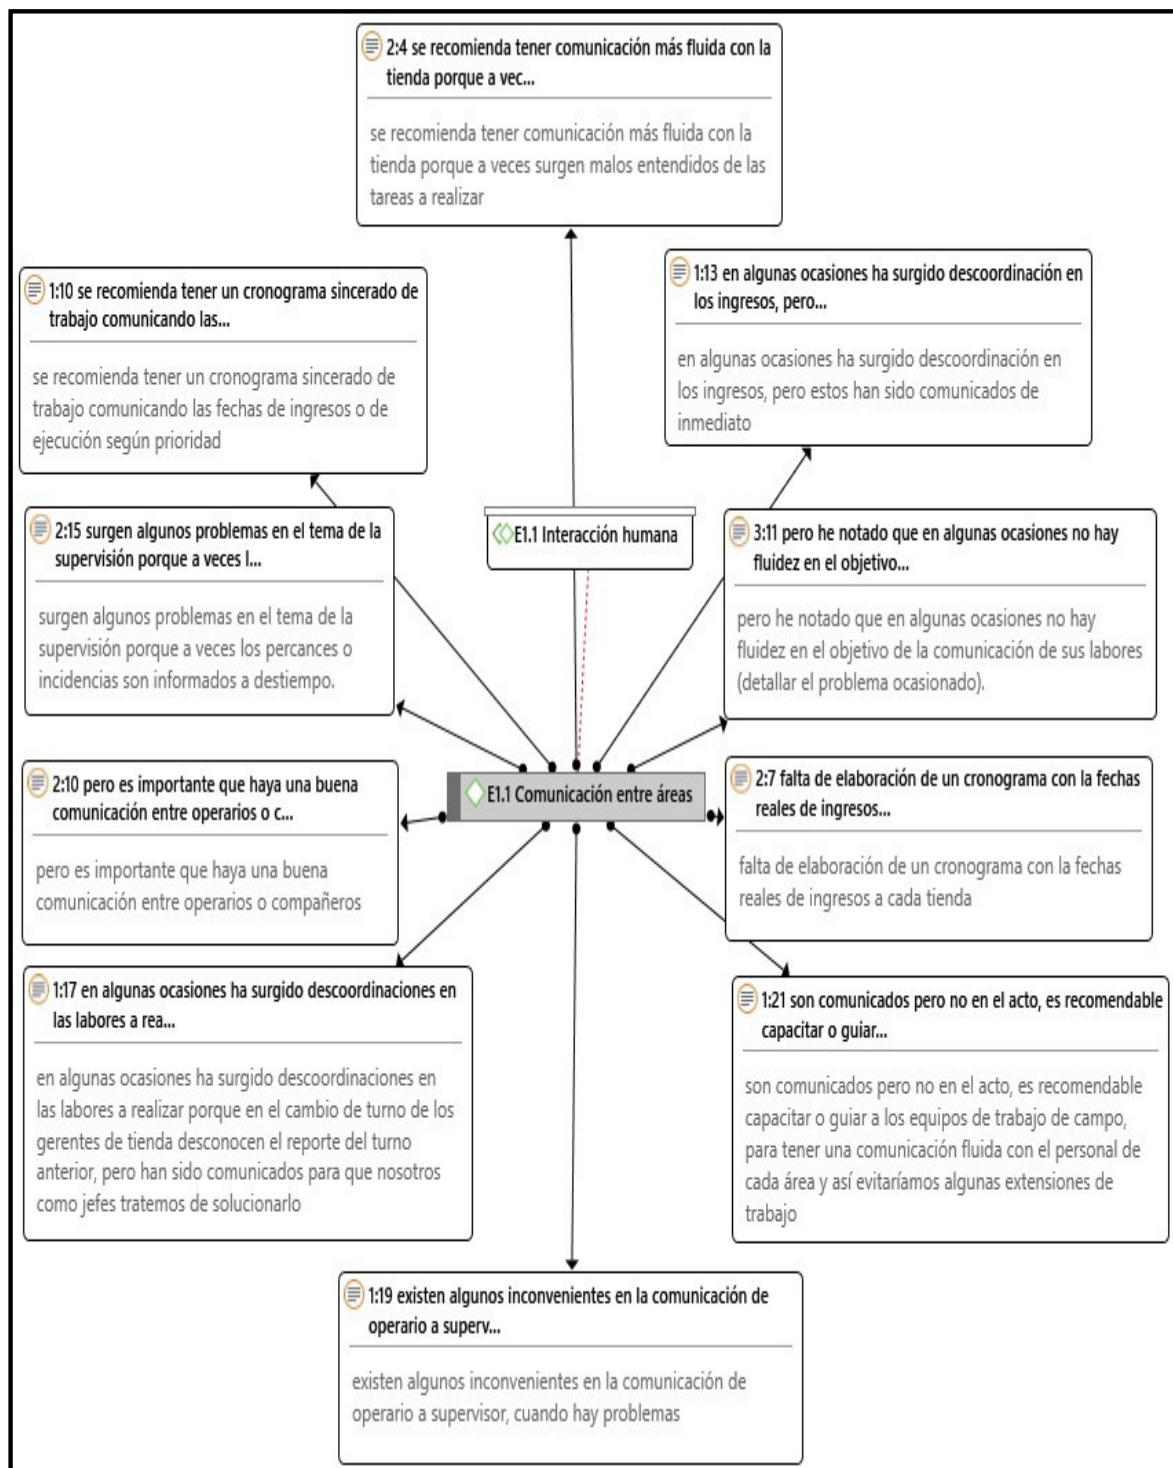 2:4 se recomienda tener comunicación más fluida con la
tienda porque a vec...
se recomienda tener comunicación más fluida con la
tienda porque a veces surgen malos entendidos de las
tareas a realizar
1:10 se recomienda tener un cronograma sincerado de
trabajo comunicando las...
se recomienda tener un cronograma sincerado de
trabajo comunicando las fechas de ingresos o de
ejecución según prioridad
1:13 en algunas ocasiones ha surgido descoordinación en
los ingresos, pero...
en algunas ocasiones ha surgido descoordinación en
los ingresos, pero estos han sido comunicados de
inmediato
2:15 surgen algunos problemas en el tema de la
supervisión porque a veces l...
surgen algunos problemas en el tema de la
supervisión porque a veces los percances o
incidencias son informados a destiempo.
E1.1 Interacción humana
3:11 pero he notado que en algunas ocasiones no hay
fluidez en el objetivo...
pero he notado que en algunas ocasiones no hay
fluidez en el objetivo de la comunicación de sus labores
(detallar el problema ocasionado).
2:10 pero es importante que haya una buena
comunicación entre operarios o c...
pero es importante que haya una buena
comunicación entre operarios o compañeros
E1.1 Comunicación entre áreas
2:7 falta de elaboración de un cronograma con la fechas
reales de ingresos...
falta de elaboración de un cronograma con la fechas
reales de ingresos a cada tienda
1:17 en algunas ocasiones ha surgido descoordinaciones en
las labores a rea...
en algunas ocasiones ha surgido descoordinaciones en
las labores a realizar porque en el cambio de turno de los
gerentes de tienda desconocen el reporte del turno
anterior, pero han sido comunicados para que nosotros
como jefes tratemos de solucionarlo
1:21 son comunicados pero no en el acto, es recomendable
capacitar o guiar...
son comunicados pero no en el acto, es recomendable
capacitar o guiar a los equipos de trabajo de campo,
para tener una comunicación fluida con el personal de
cada área y así evitaríamos algunas extensiones de
trabajo
1:19 existen algunos inconvenientes en la comunicación de
operario a superv...
existen algunos inconvenientes en la comunicación de
operario a supervisor, cuando hay problemas